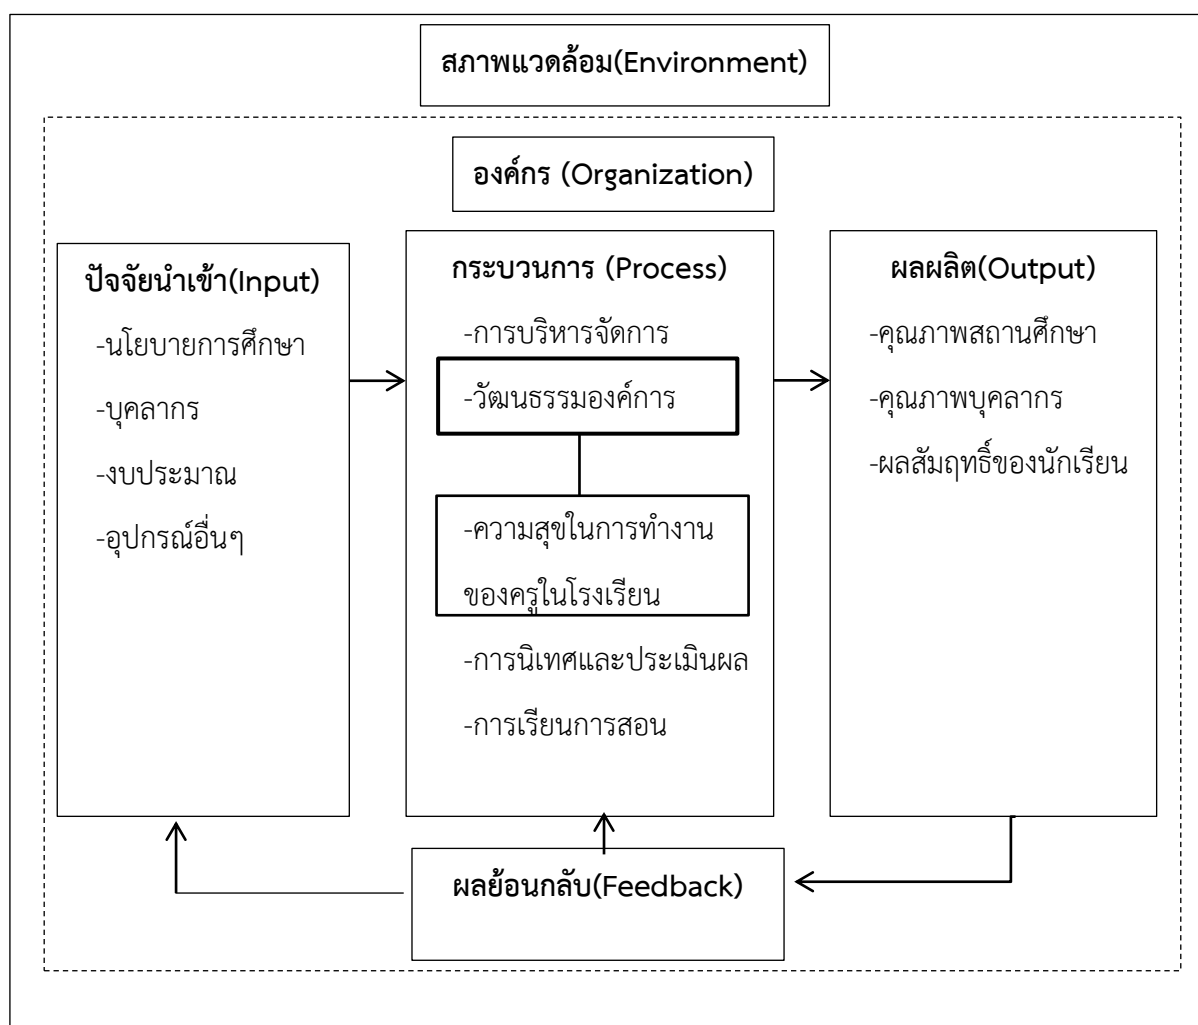 สภาพแวดล้อม(Environment)
องค์กร (Organization)
ปัจจัยนำเข้า(Input)
-นโยบายการศึกษา
-บุคลากร
-งบประมาณ
-อุปกรณ์อื่นๆ
กระบวนการ (Process)
-การบริหารจัดการ
-วัฒนธรรมองค์การ
-ความสุขในการทำงาน
ของครูในโรงเรียน
-การนิเทศและประเมินผล
-การเรียนการสอน
ผลผลิต(Output)
-คุณภาพสถานศึกษา
-คุณภาพบุคลากร
-ผลสัมฤทธิ์ของนักเรียน
ผลย้อนกลับ(Feedback)